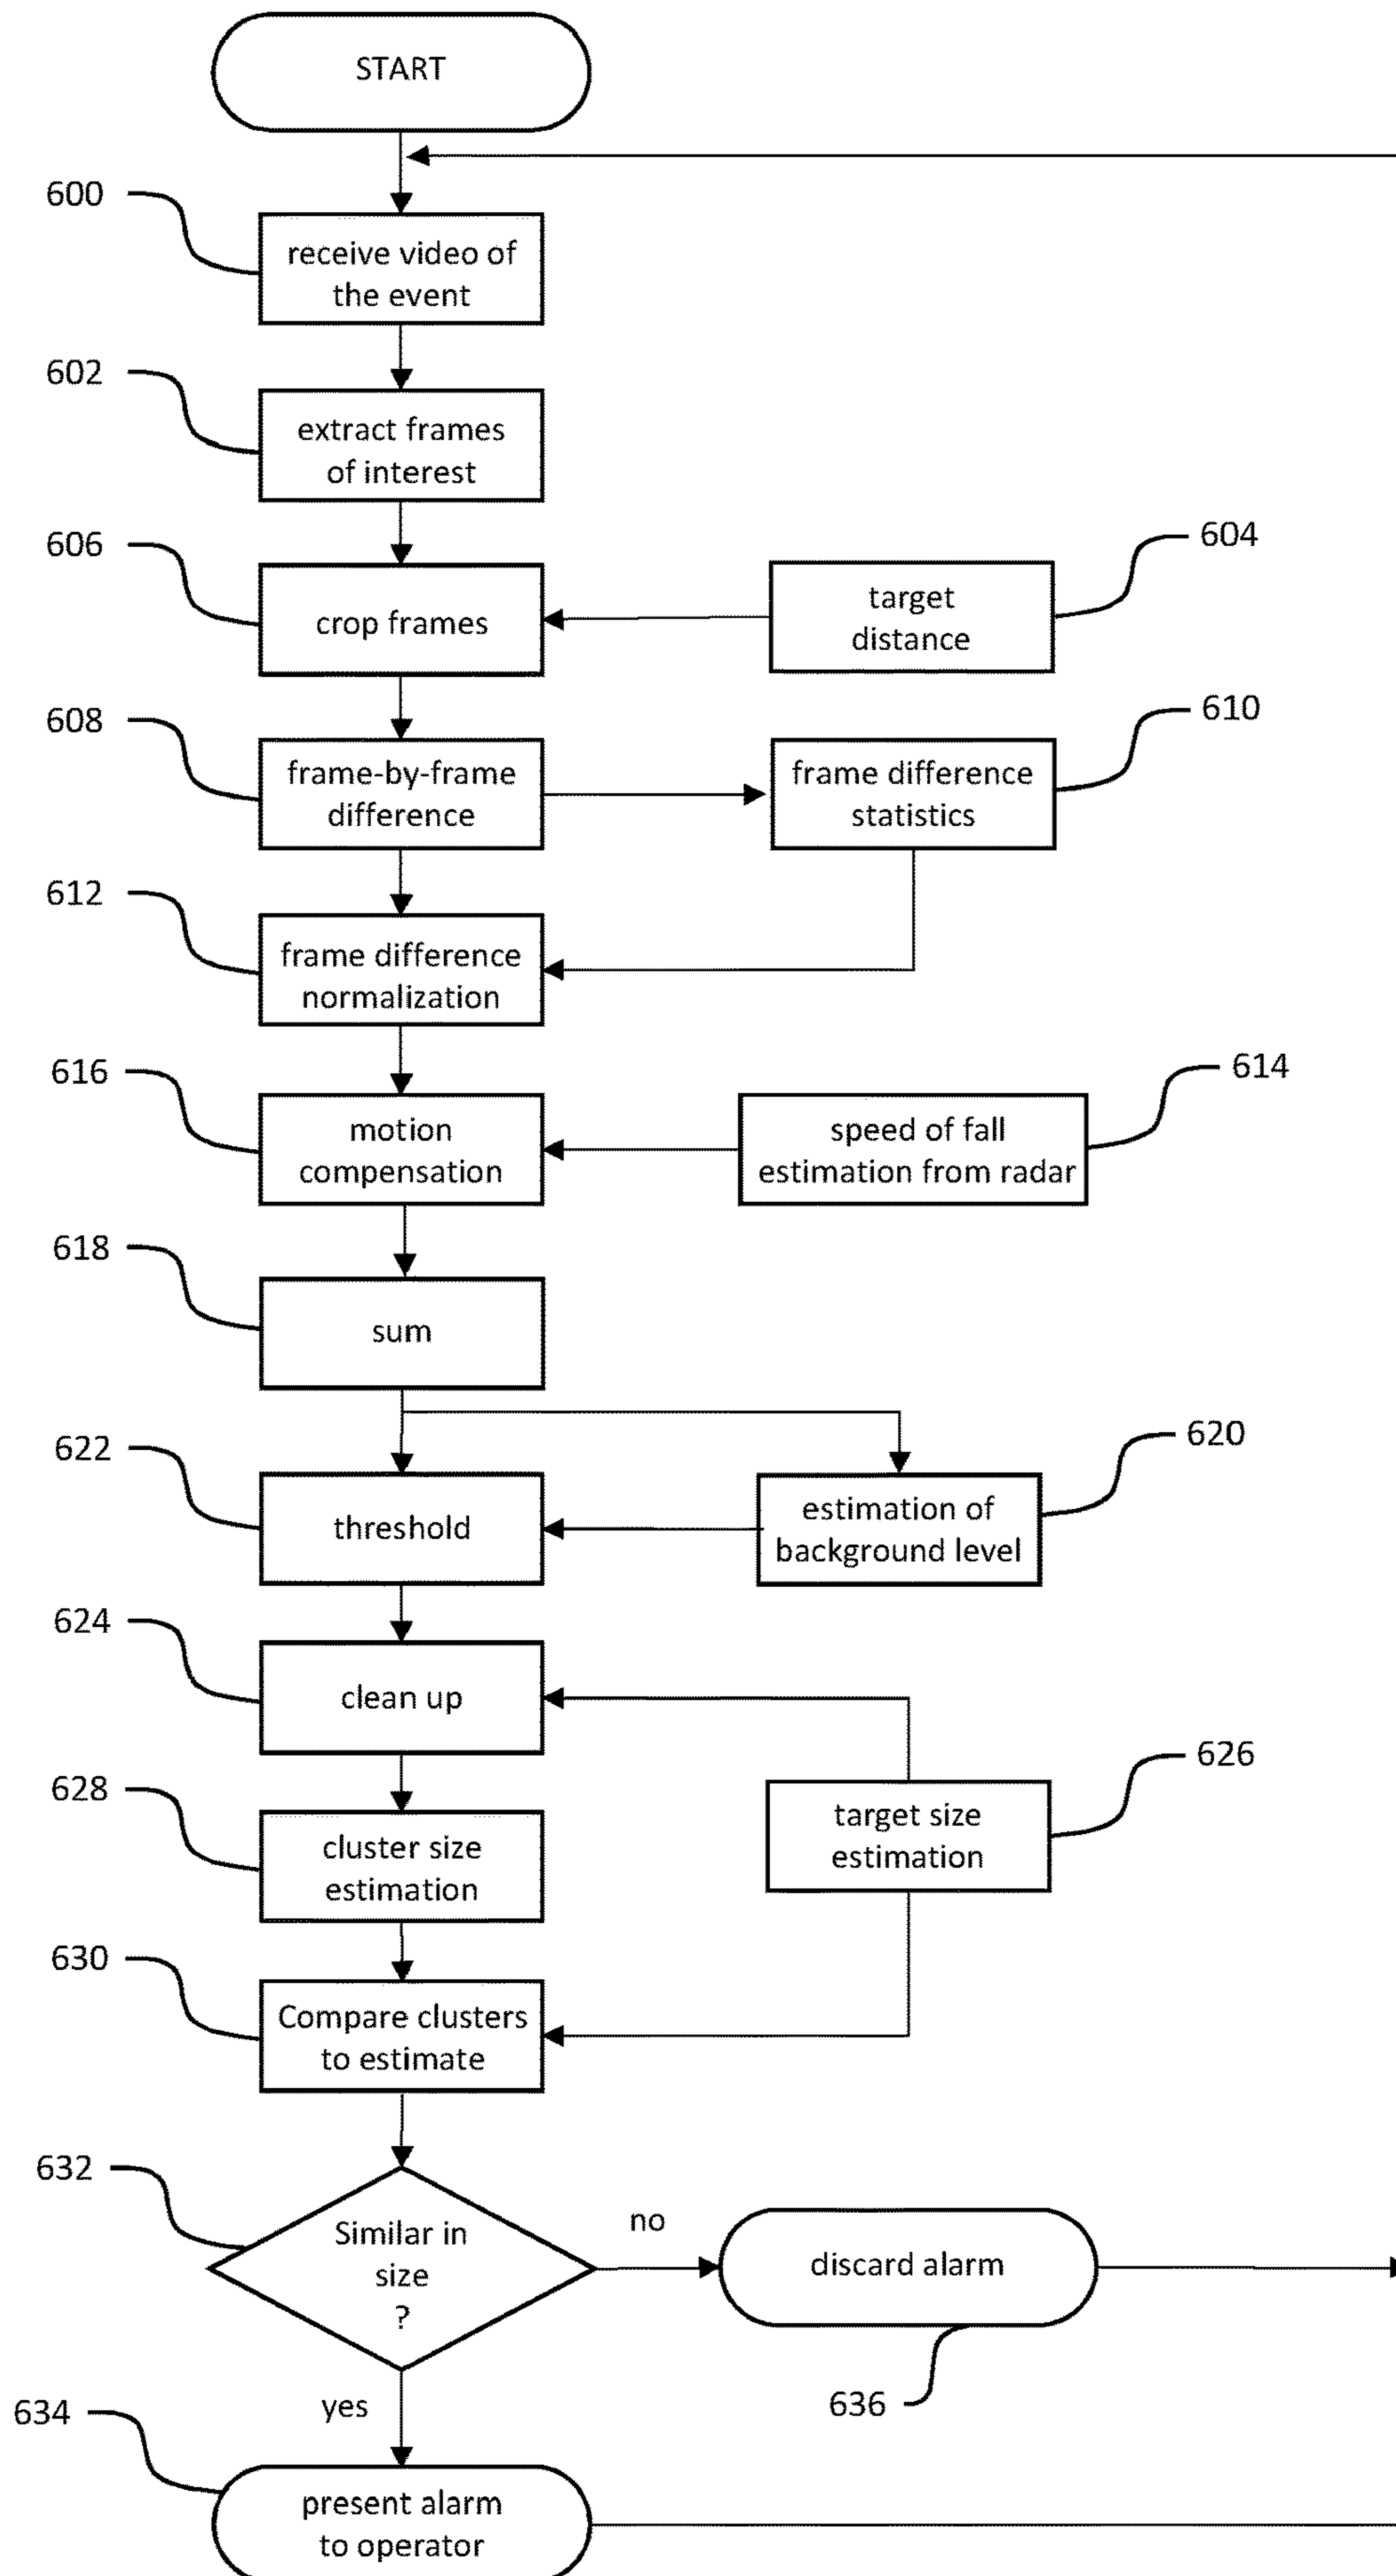 START
600
receive video of
the event
602
extract frames
of interest
606
crop frames
604
target
distance
608
frame-by-frame
difference
610
frame difference
statistics
612
frame difference
normalization
616
motion
compensation
614
speed of fall
estimation from radar
618
sum
622
threshold
620
estimation of
background level
624
clean up
626
target size
estimation
628
cluster size
estimation
630
Compare clusters
to estimate
632
Similar in
size
?
no
discard alarm
636
yes
634
present alarm
to operator